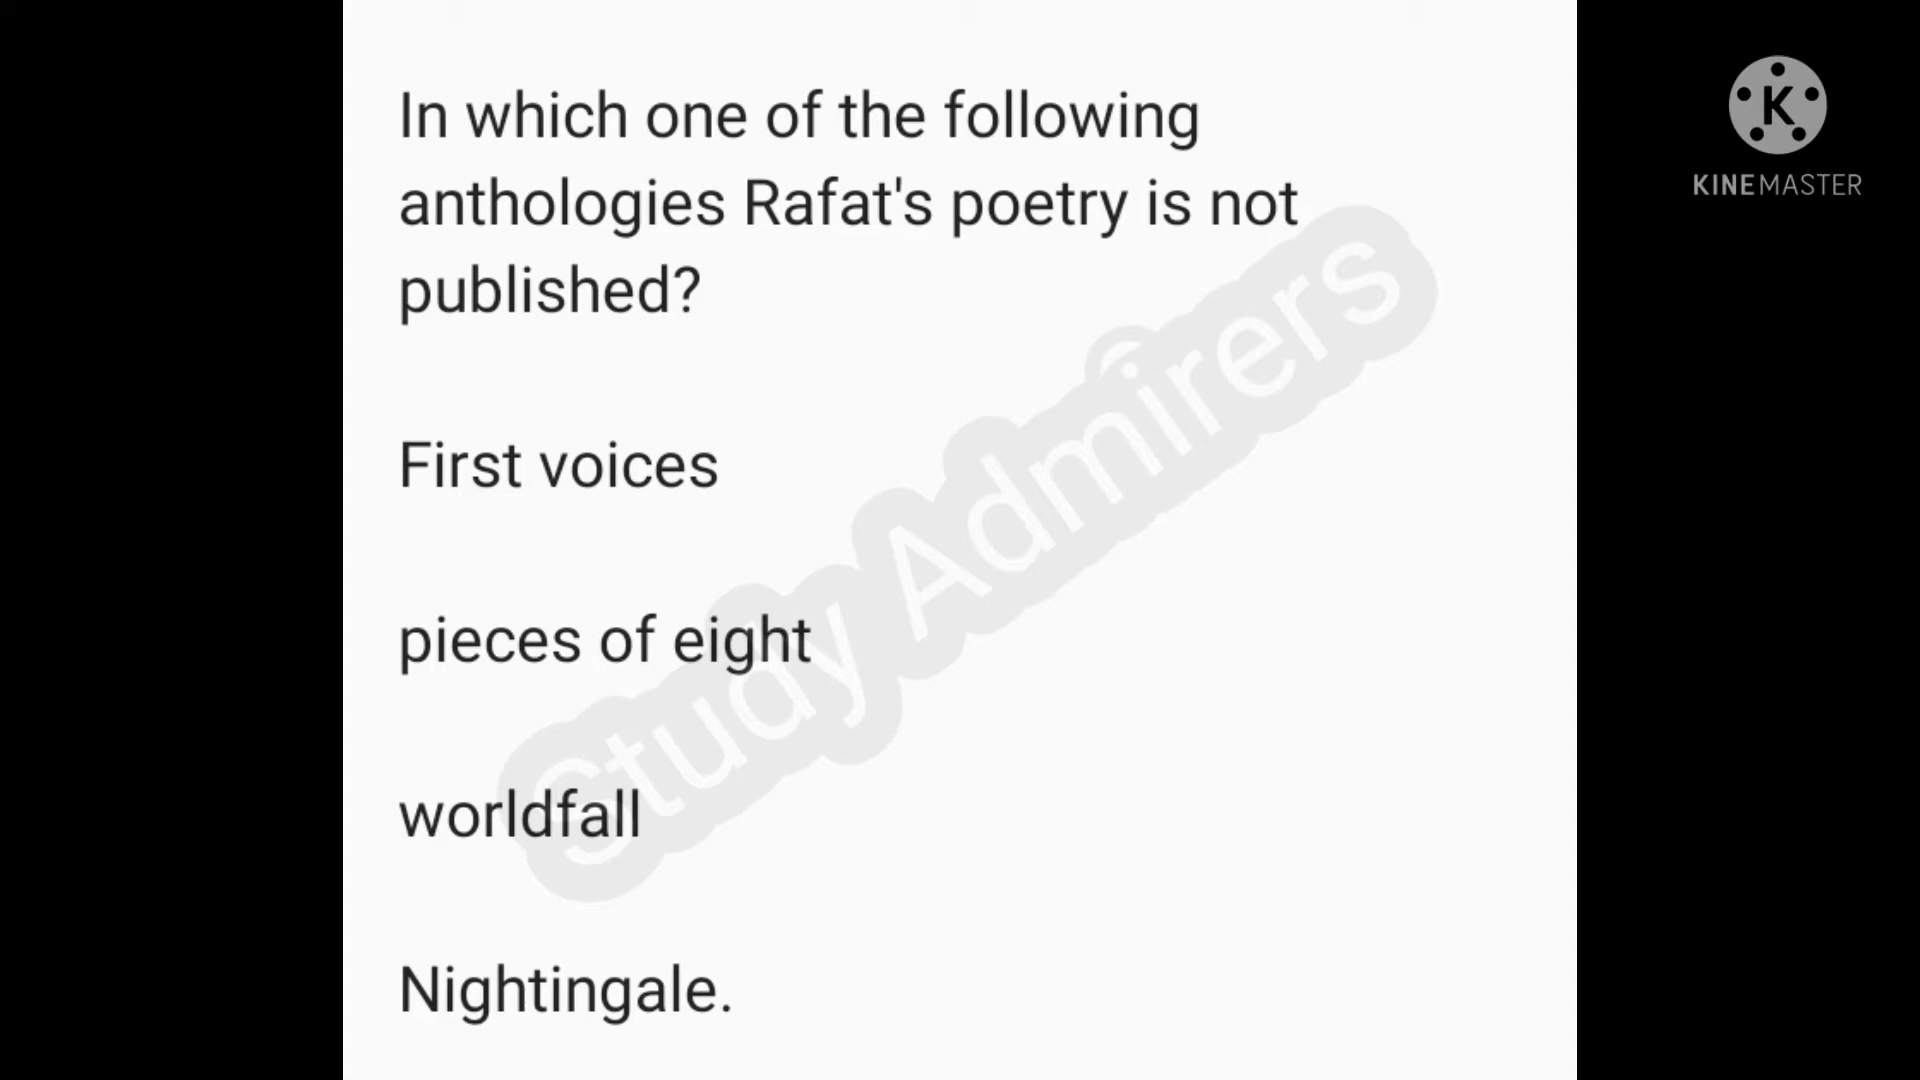 In which one of the following
anthologies Rafat's poetry is not
published?
First voices
pieces of eight
worldfall
Nightingale.
Study Admirers
K
KINEMASTER